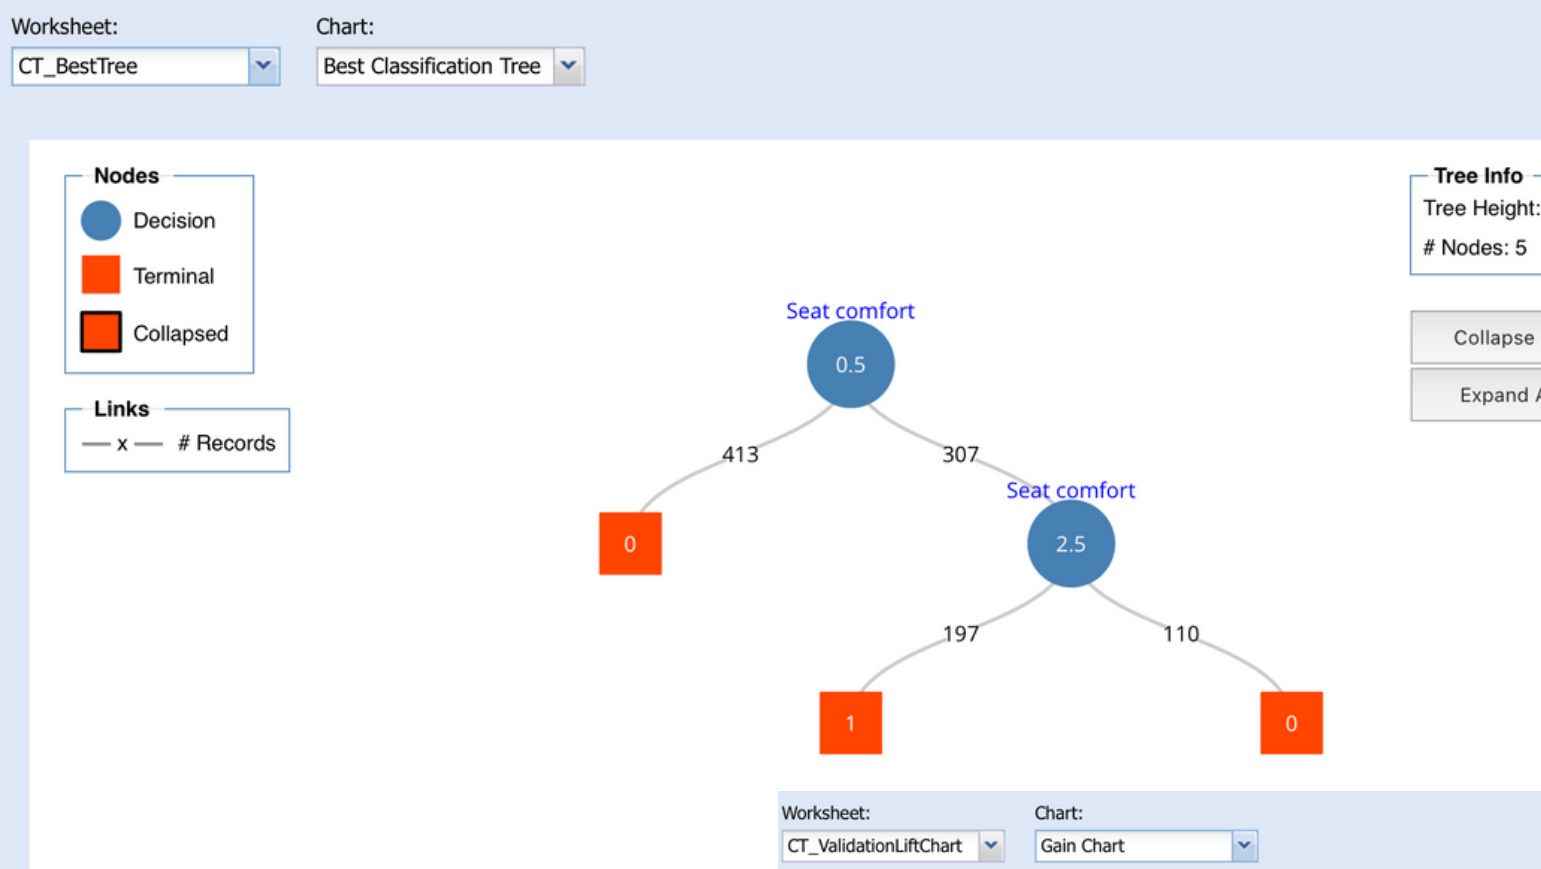 Worksheet:
Chart:
CT_BestTree
Best Classification Tree
Nodes
Decision
Terminal
Collapsed
Links
x
# Records
Tree Info
Tree Height:
# Nodes: 5
Collapse
Expand A
Seat comfort
0.5
413
307
Seat comfort
0
2.5
197
110
1
0
Worksheet:
Chart:
CT_ValidationLiftChart
Gain Chart